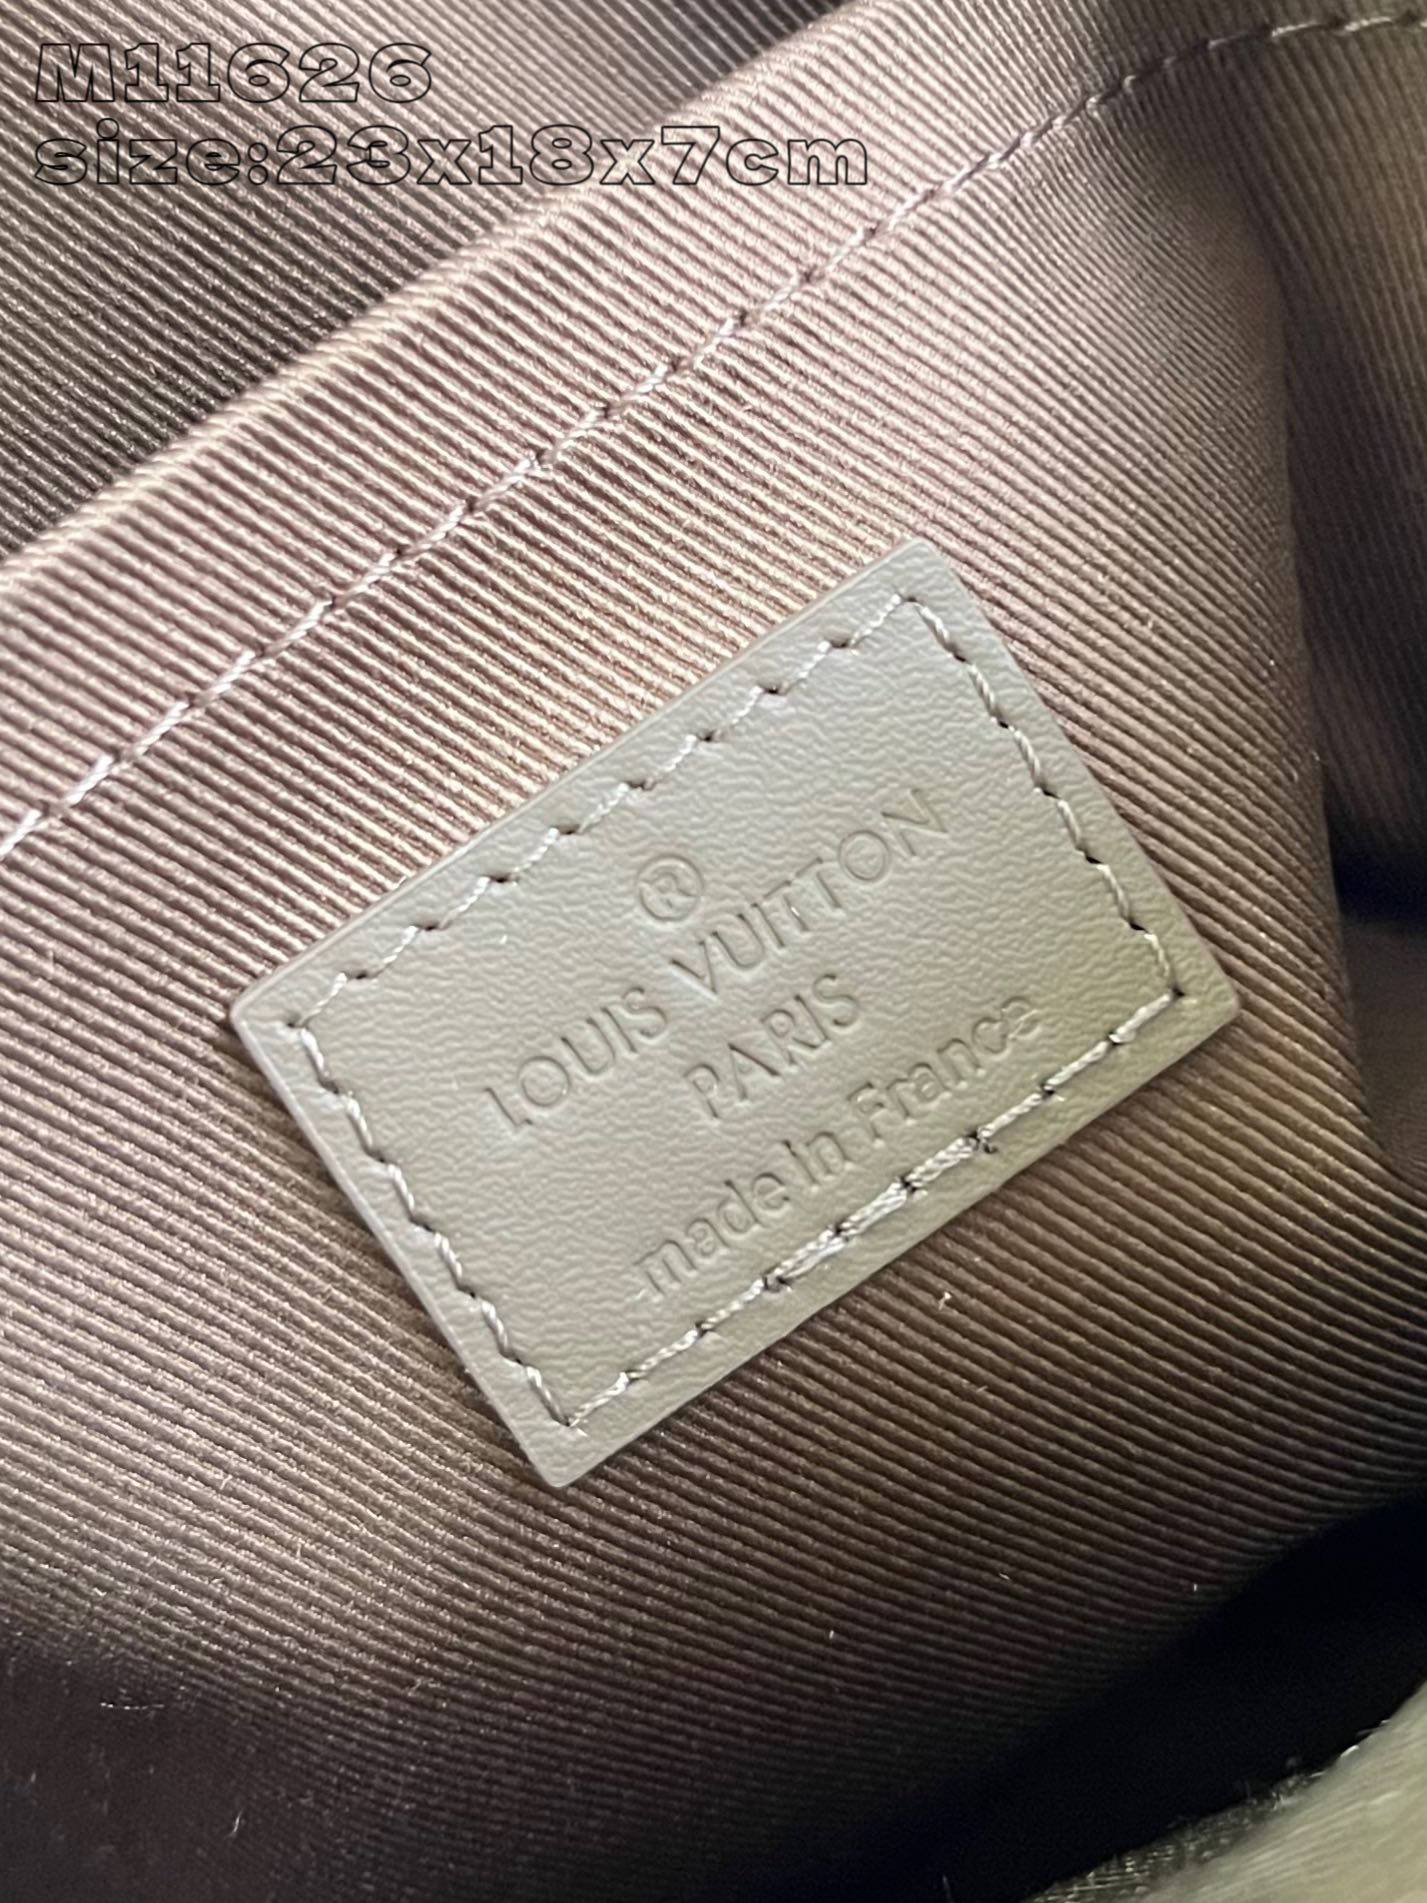 M11626
size:23x18x7cm
®
LOUIS VUITTON
PARIS
made in France